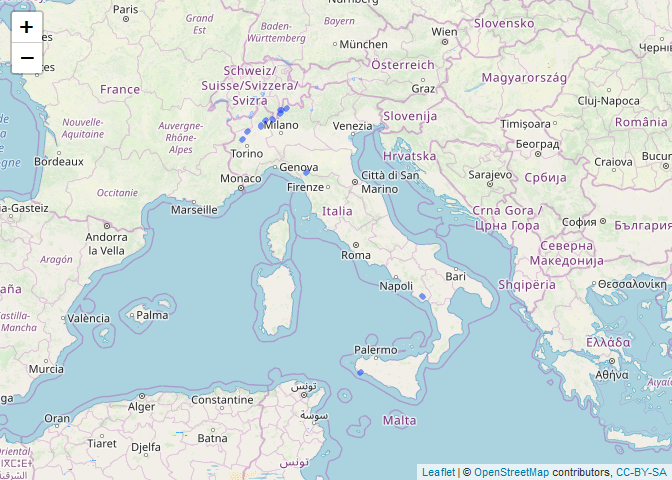 +
−
Paris
Grand
Est
Baden-
Württemberg
Bayern
München
Wien
Slovensko
Österreich
Schweiz/
Suisse/Svizzera/
Svizra
France
Graz
Magyarország
Cluj-Napoca
România
Nouvelle-
Aquitaine
Auvergne-
Rhône-
Alpes
Milano
Venezia
Slovenija
Timișoara
Hrvatska
Београд
Craiova
Bordeaux
Torino
Genova
Occitanie
Monaco
Firenze
Città di San
Marino
Sarajevo
Србија
Marseille
Italia
Crna Gora /
Црна Гора
София
България
Andorra
la Vella
Roma
Северна
Македонија
Aragón
Bari
Napoli
Shqipëria
Θεσσαλονίκη
València
Palma
Castilla-
La Mancha
Palermo
Ελλάδα
Murcia
Αθήνα
Alger
Constantine
تونس
سوسة
Oran
Malta
Tiaret
Batna
Djelfa
تونس
Oriental
Leaflet | © OpenStreetMap contributors, CC-BY-SA